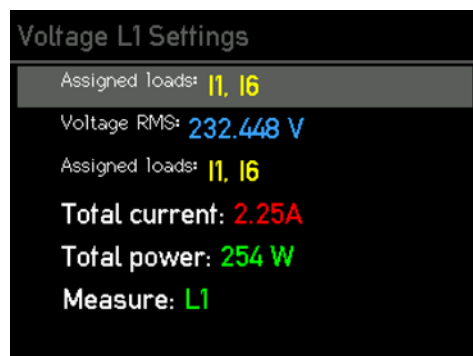 Voltage L1 Settings
Assigned loads: I1, I6
Voltage RMS: 232.448 V
Assigned loads: I1, I6
Total current: 2.25A
Total power: 254 W
Measure: L1